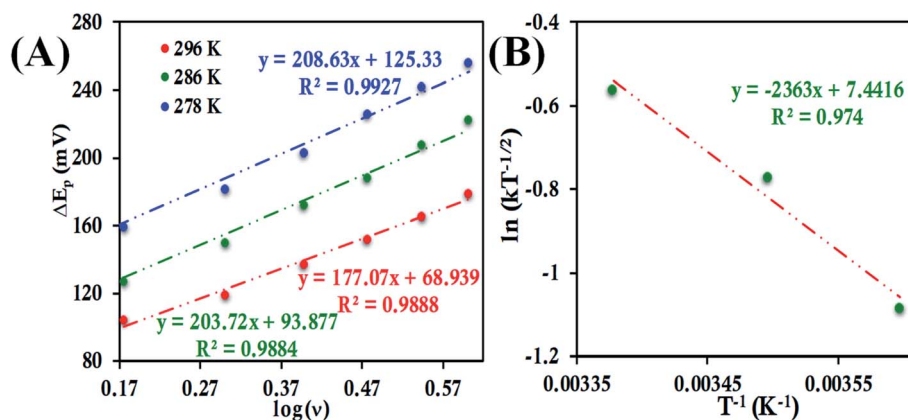 (A)
280
240
200
160
120
80
ΔEp (mV)
296 K
286 K
278 K
y = 208.63x + 125.33
R² = 0.9927
y = 177.07x + 68.939
R² = 0.9888
y = 203.72x + 93.877
R² = 0.9884
0.17 0.27 0.37 0.47 0.57
log(ν)
(B)
-0.4
-0.6
-0.8
-1
-1.2
ln (kT⁻¹/²)
y = -2363x + 7.4416
R² = 0.974
0.00335 0.00345 0.00355
T⁻¹ (K⁻¹)